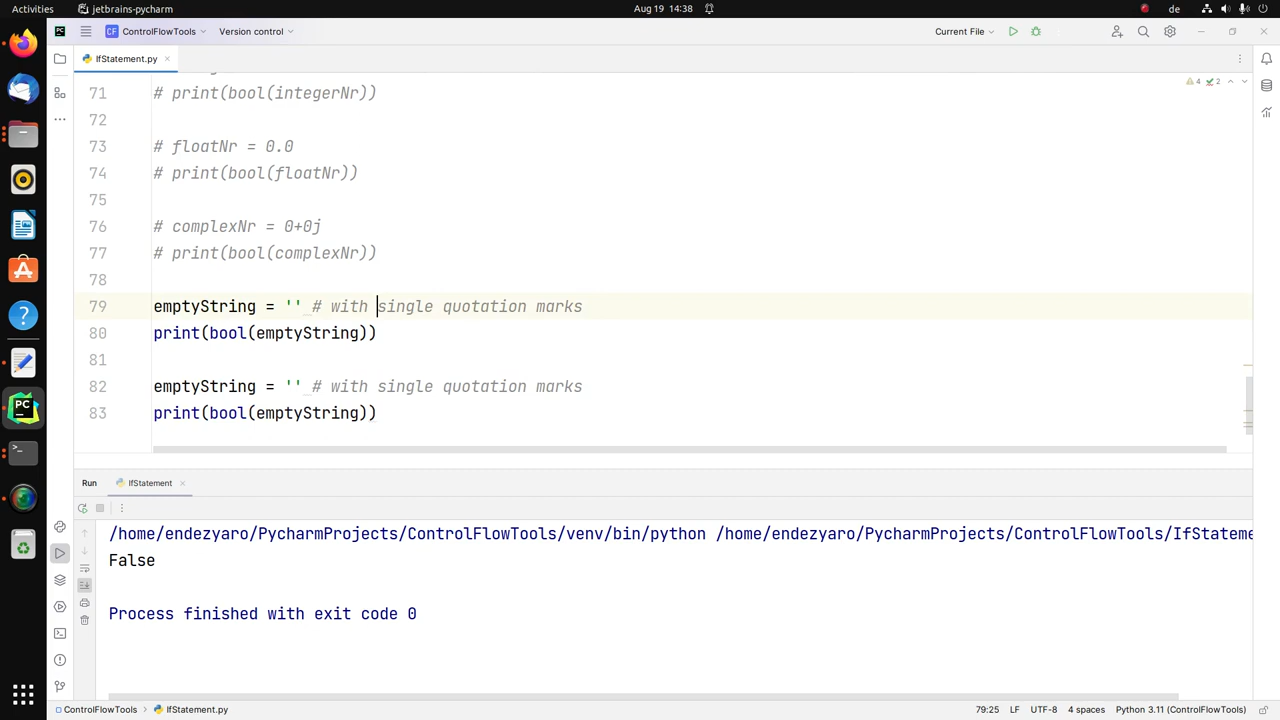 Activities
jetbrains-pycharm
Aug 19 14:38
de
CF ControlFlowTools
Version control
Current File
IfStatement.py
4 2
71 # print(bool(integerNr))
72
73 # floatNr = 0.0
74 # print(bool(floatNr))
75
76 # complexNr = 0+0j
77 # print(bool(complexNr))
78
79 emptyString = '' # with single quotation marks
80 print(bool(emptyString))
81
82 emptyString = '' # with single quotation marks
83 print(bool(emptyString))
Run
IfStatement
/home/endezyaro/PycharmProjects/ControlFlowTools/venv/bin/python /home/endezyaro/PycharmProjects/ControlFlowTools/IfStateme
False
Process finished with exit code 0
ControlFlowTools > IfStatement.py
79:25 LF UTF-8 4 spaces Python 3.11 (ControlFlowTools)